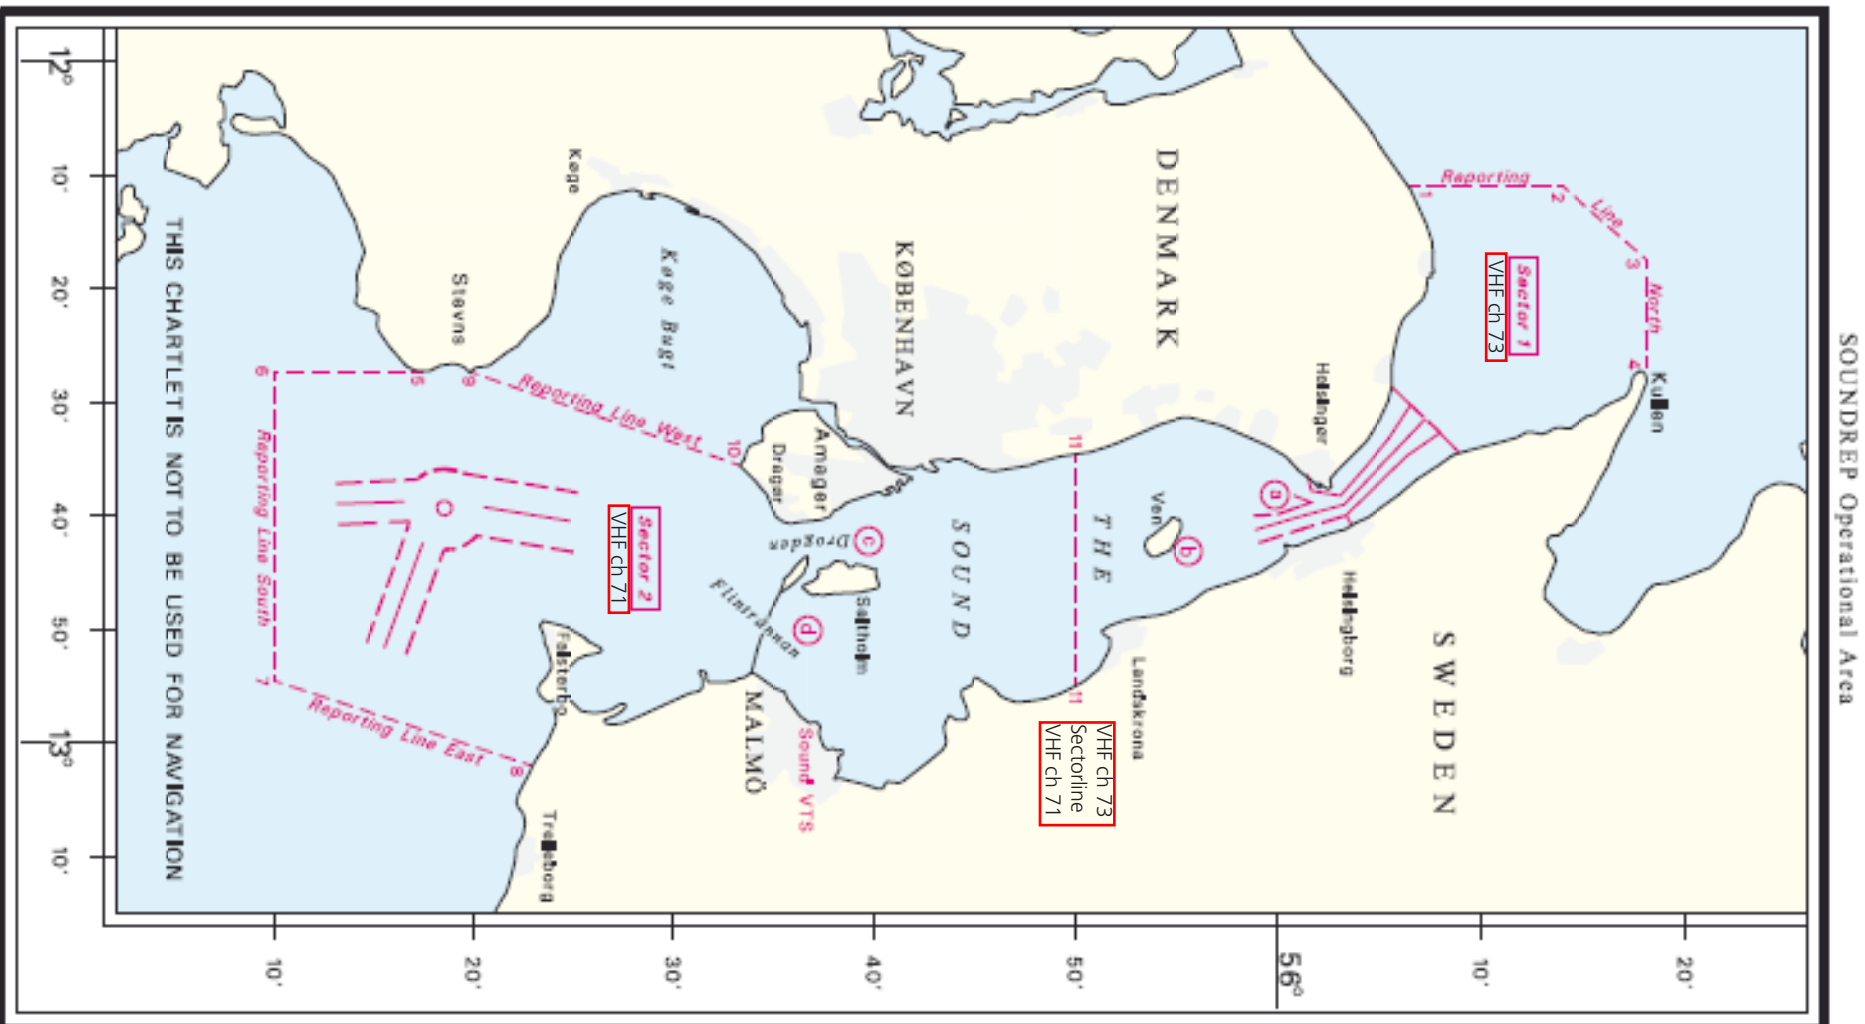 SOUNDREP Operational Area
Kullen
Reporting
Line
North
1
2
3
4
Sector 1
VHF ch 73
SWEDEN
DENMARK
Helsingør
Helsingborg
a
b
Ven
THE
SOUND
Landskrona
11
11
VHF ch 73
Sectorline
VHF ch 71
KØBENHAVN
Amager
Dragør
Drogden
c
Saltholm
d
Flintrännan
MALMÖ
Sound VTS
Køge Bugt
Køge
Stevns
10
9
Reporting Line West
Sector 2
VHF ch 71
Falsterbo
Trelleborg
5
6
Reporting Line South
7
Reporting Line East
8
THIS CHARTLET IS NOT TO BE USED FOR NAVIGATION
12°
10'
20'
30'
40'
50'
13°
10'
20'
10'
56°
50'
40'
30'
20'
10'